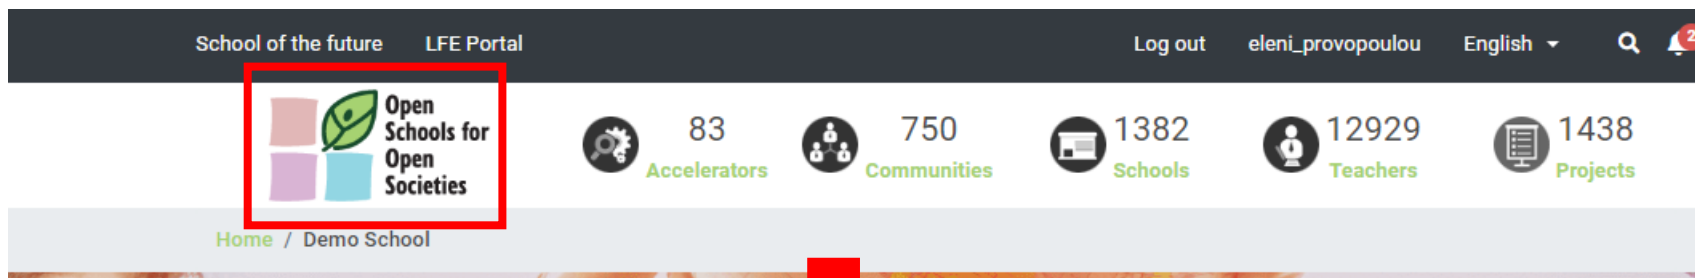 School of the future LFE Portal Log out eleni_provopoulou English 2
Open
Schools for
Open
Societies
83 750 1382 12929 1438
Accelerators Communities Schools Teachers Projects
Home / Demo School